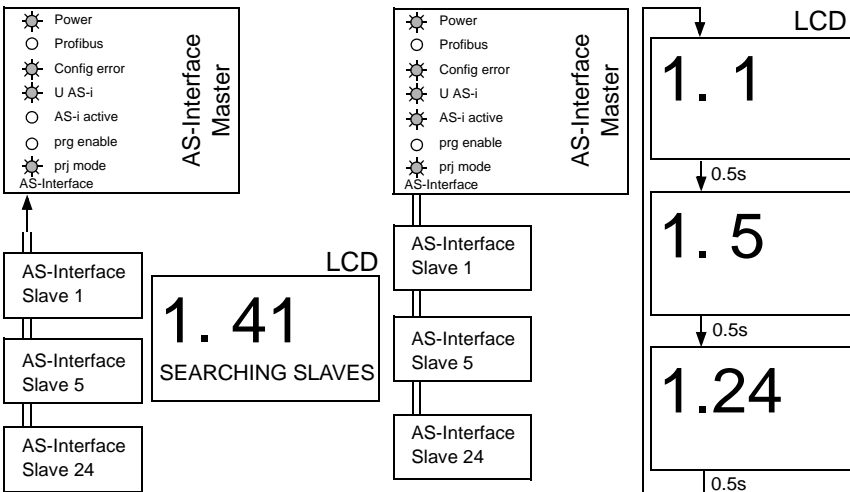 Power
Profibus
Config error
U AS-i
AS-i active
prg enable
prj mode
AS-Interface
AS-Interface
Master
AS-Interface
Slave 1
AS-Interface
Slave 5
AS-Interface
Slave 24
LCD
1. 41
SEARCHING SLAVES
Power
Profibus
Config error
U AS-i
AS-i active
prg enable
prj mode
AS-Interface
AS-Interface
Master
AS-Interface
Slave 1
AS-Interface
Slave 5
AS-Interface
Slave 24
LCD
1. 1
0.5s
1. 5
0.5s
1.24
0.5s